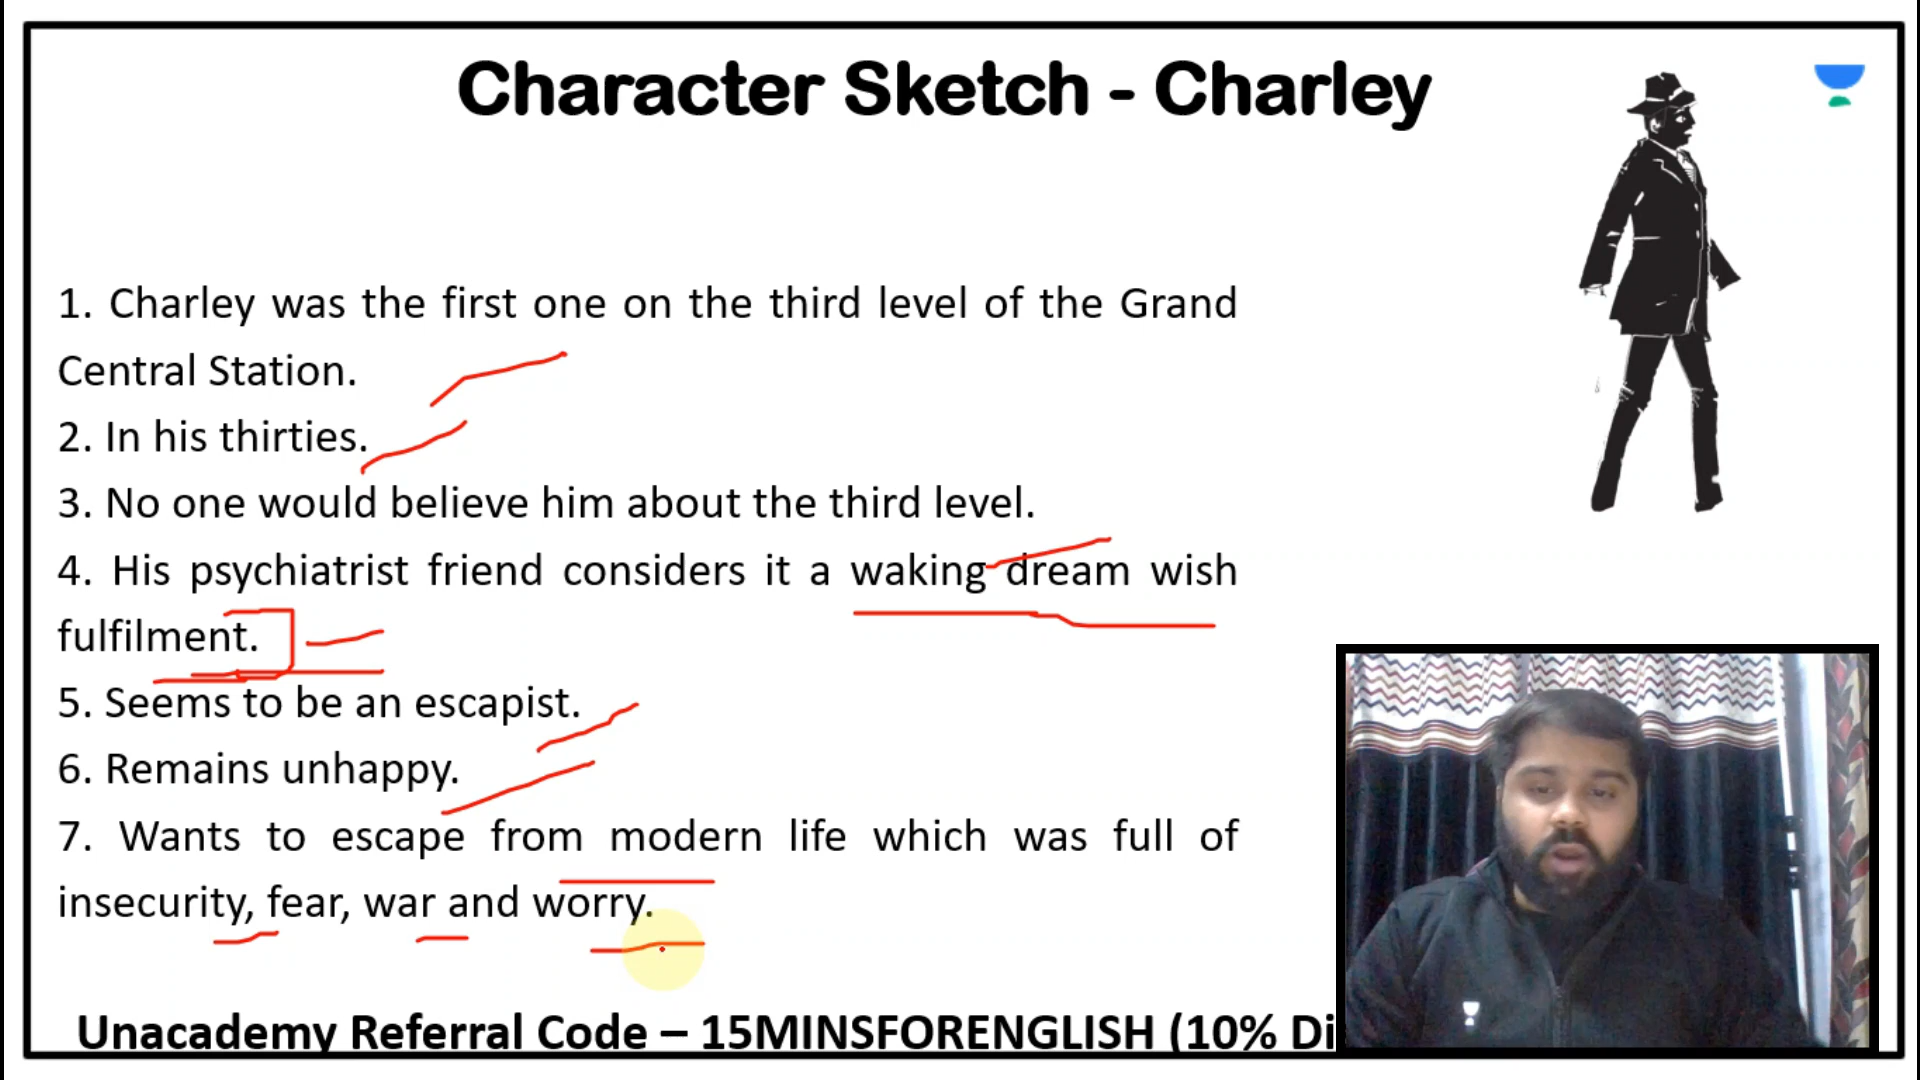 Character Sketch - Charley
1. Charley was the first one on the third level of the Grand
Central Station.
2. In his thirties.
3. No one would believe him about the third level.
4. His psychiatrist friend considers it a waking dream wish
fulfilment.
5. Seems to be an escapist.
6. Remains unhappy.
7. Wants to escape from modern life which was full of
insecurity, fear, war and worry.
Unacademy Referral Code – 15MINSFORENGLISH (10% Di